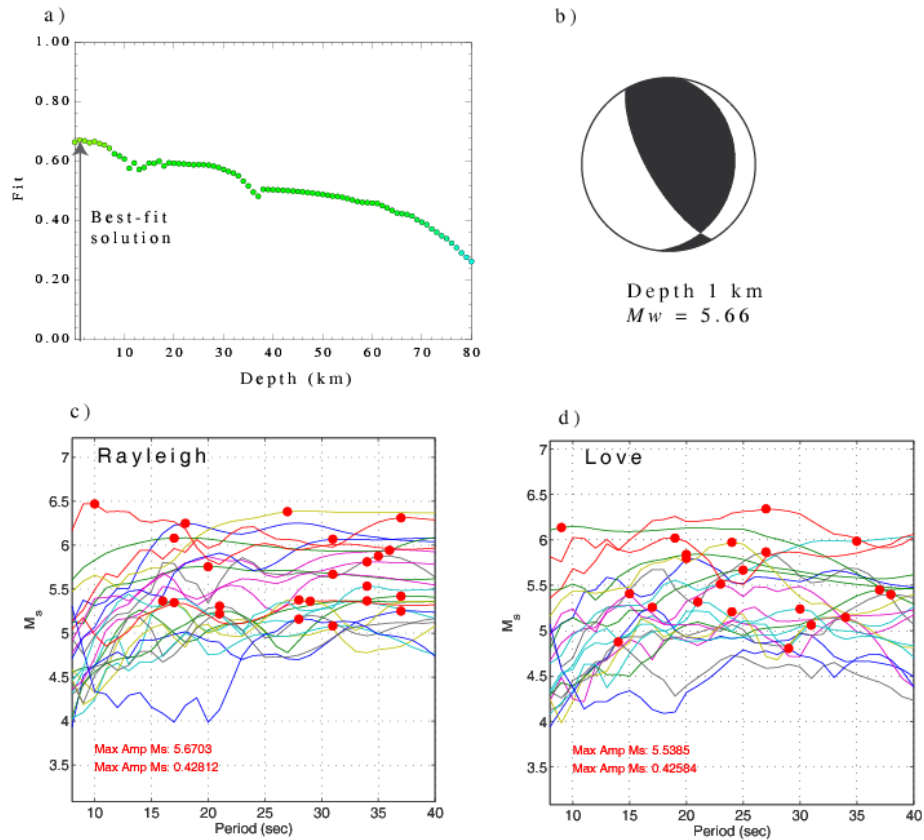 a)
1.00
0.80
0.60
0.40
0.20
0.00
Fit
Best-fit
solution
10 20 30 40 50 60 70 80
Depth (km)
b)
Depth 1 km
Mw = 5.66
c)
Rayleigh
7
6.5
6
5.5
5
4.5
4
3.5
Ms
Max Amp Ms: 5.6703
Max Amp Ms: 0.42812
10 15 20 25 30 35 40
Period (sec)
d)
Love
7
6.5
6
5.5
5
4.5
4
3.5
Ms
Max Amp Ms: 5.5385
Max Amp Ms: 0.42584
10 15 20 25 30 35 40
Period (sec)